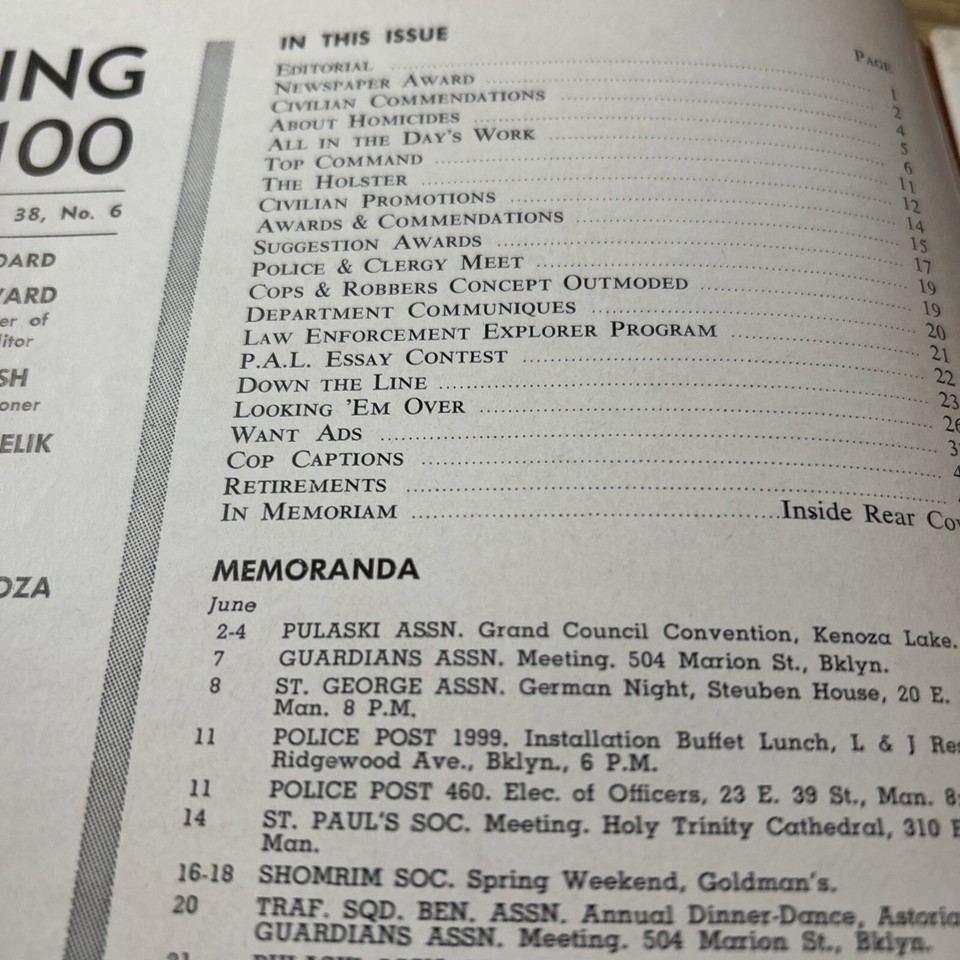 ING
100
38, No. 6
OARD
ARD
er of
itor
SH
oner
ELIK
OZA
IN THIS ISSUE
PAGE
EDITORIAL 1
NEWSPAPER AWARD 2
CIVILIAN COMMENDATIONS 4
ABOUT HOMICIDES 5
ALL IN THE DAY'S WORK 6
TOP COMMAND 11
THE HOLSTER 12
CIVILIAN PROMOTIONS 14
AWARDS & COMMENDATIONS 15
SUGGESTION AWARDS 17
POLICE & CLERGY MEET 19
COPS & ROBBERS CONCEPT OUTMODED 19
DEPARTMENT COMMUNIQUES 20
LAW ENFORCEMENT EXPLORER PROGRAM 21
P.A.L. ESSAY CONTEST 22
DOWN THE LINE 23
LOOKING 'EM OVER 26
WANT ADS
COP CAPTIONS
RETIREMENTS
IN MEMORIAM Inside Rear Cov
MEMORANDA
June
2-4 PULASKI ASSN. Grand Council Convention, Kenoza Lake.
7 GUARDIANS ASSN. Meeting. 504 Marion St., Bklyn.
8 ST. GEORGE ASSN. German Night, Steuben House, 20 E.
Man. 8 P.M.
11 POLICE POST 1999. Installation Buffet Lunch, L & J Res
Ridgewood Ave., Bklyn., 6 P.M.
11 POLICE POST 460. Elec. of Officers, 23 E. 39 St., Man. 8:
14 ST. PAUL'S SOC. Meeting. Holy Trinity Cathedral, 310 E
Man.
16-18 SHOMRIM SOC. Spring Weekend, Goldman's.
20 TRAF. SQD. BEN. ASSN. Annual Dinner-Dance, Astoria
GUARDIANS ASSN. Meeting. 504 Marion St., Bklyn.